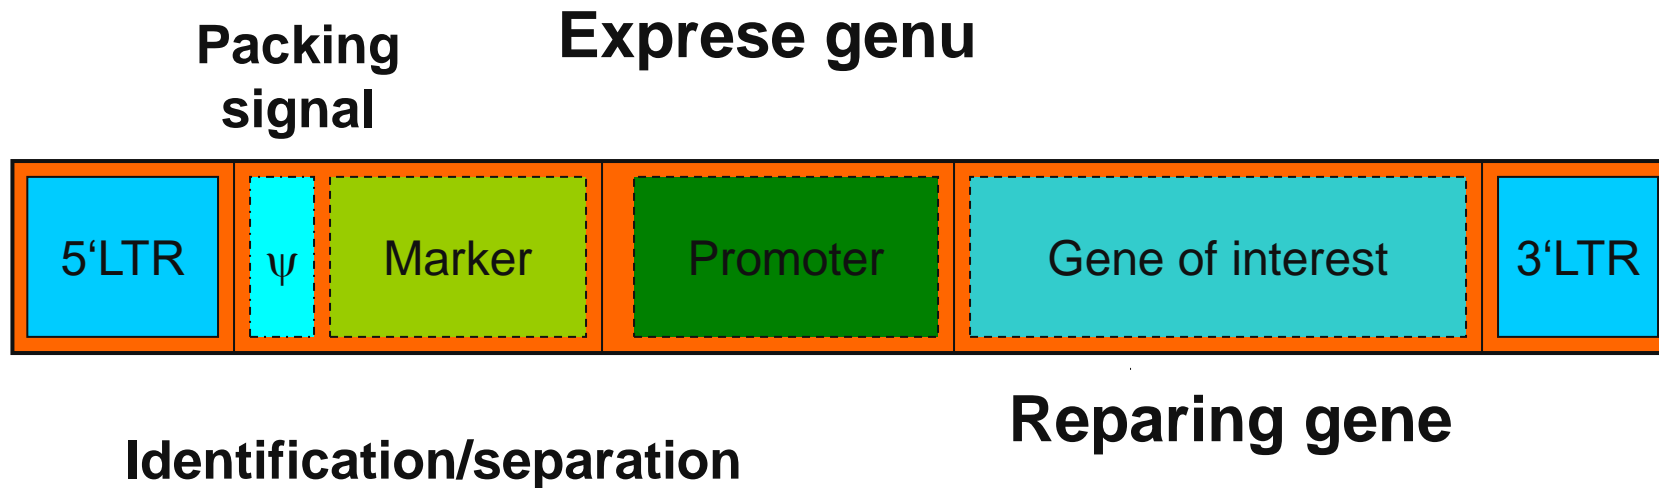 Exprese genu
Packing
signal
5‘LTR
ψ
Marker
Promoter
Gene of interest
3‘LTR
Reparing gene
Identification/separation